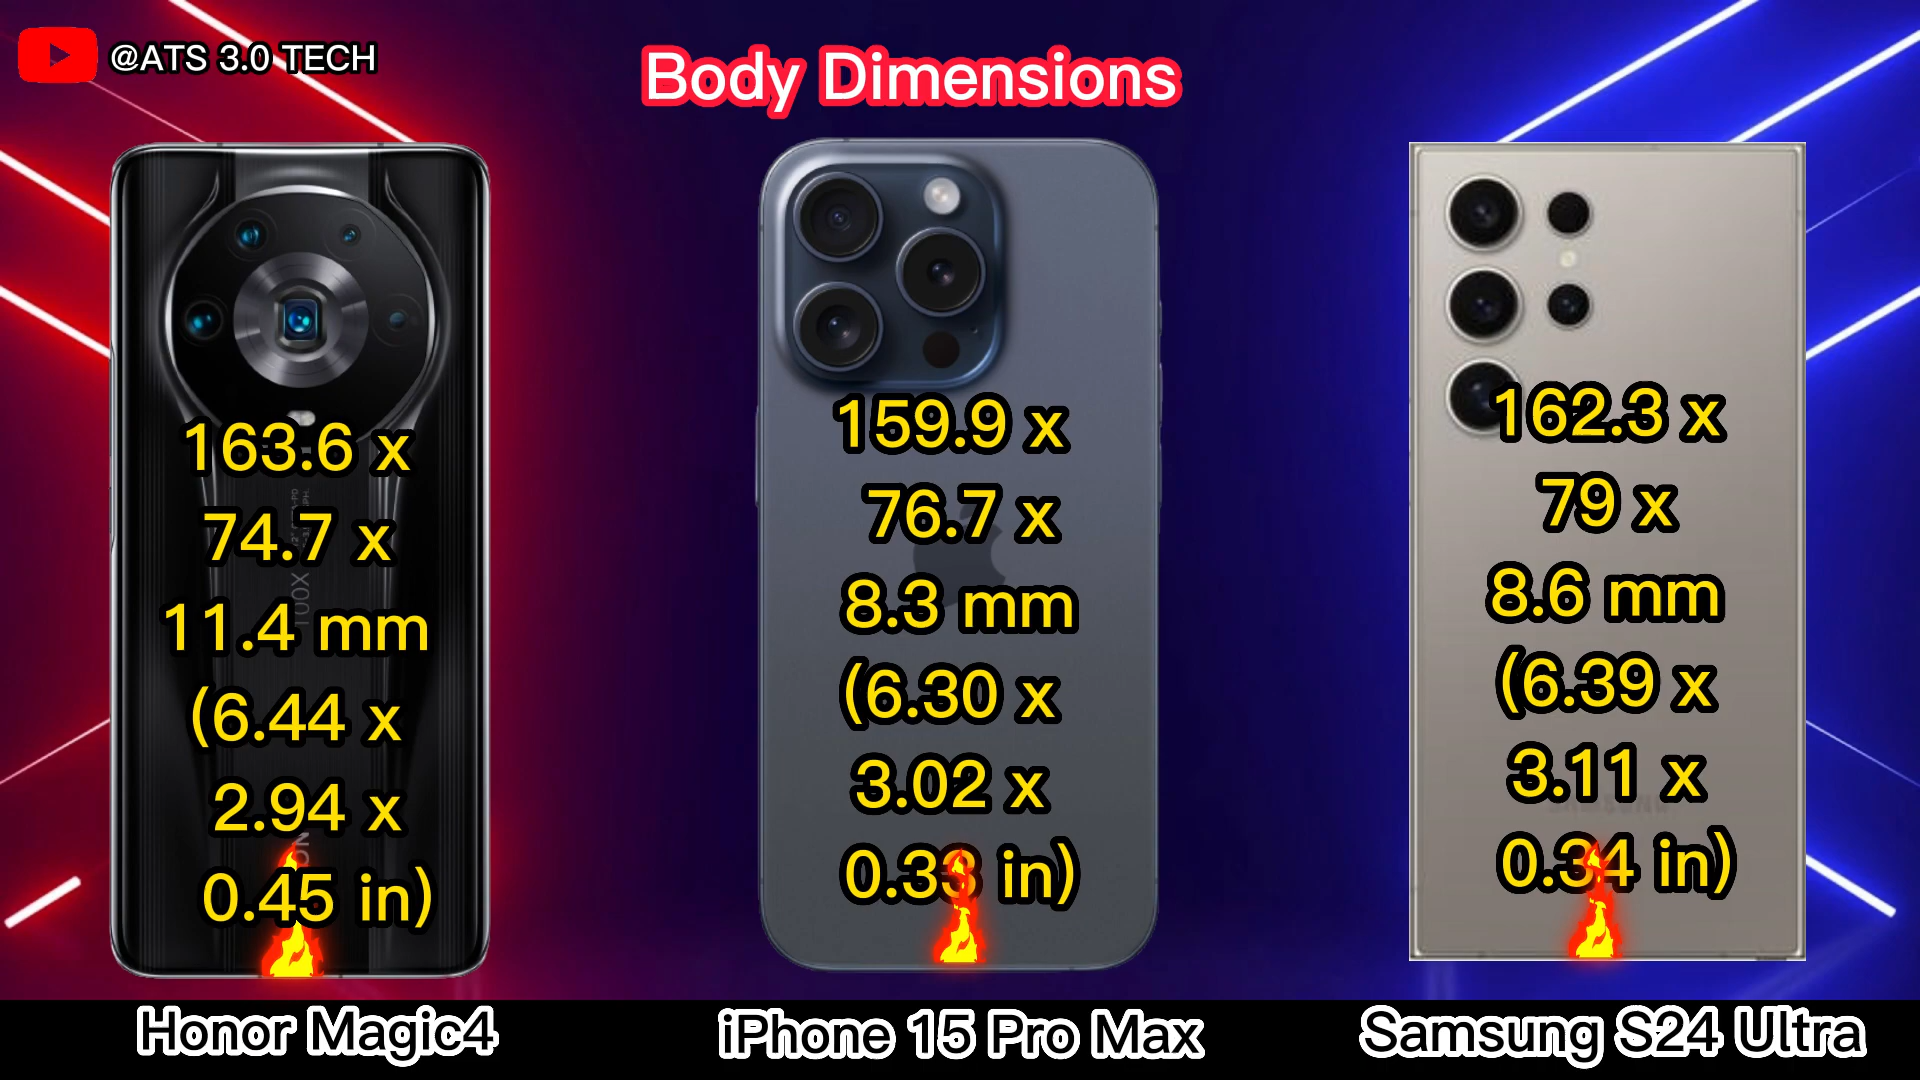 @ATS 3.0 TECH
Body Dimensions
163.6 x
74.7 x
11.4 mm
(6.44 x
2.94 x
0.45 in)
159.9 x
76.7 x
8.3 mm
(6.30 x
3.02 x
0.33 in)
162.3 x
79 x
8.6 mm
(6.39 x
3.11 x
0.34 in)
100X
SAMSUNG
Honor Magic4
iPhone 15 Pro Max
Samsung S24 Ultra